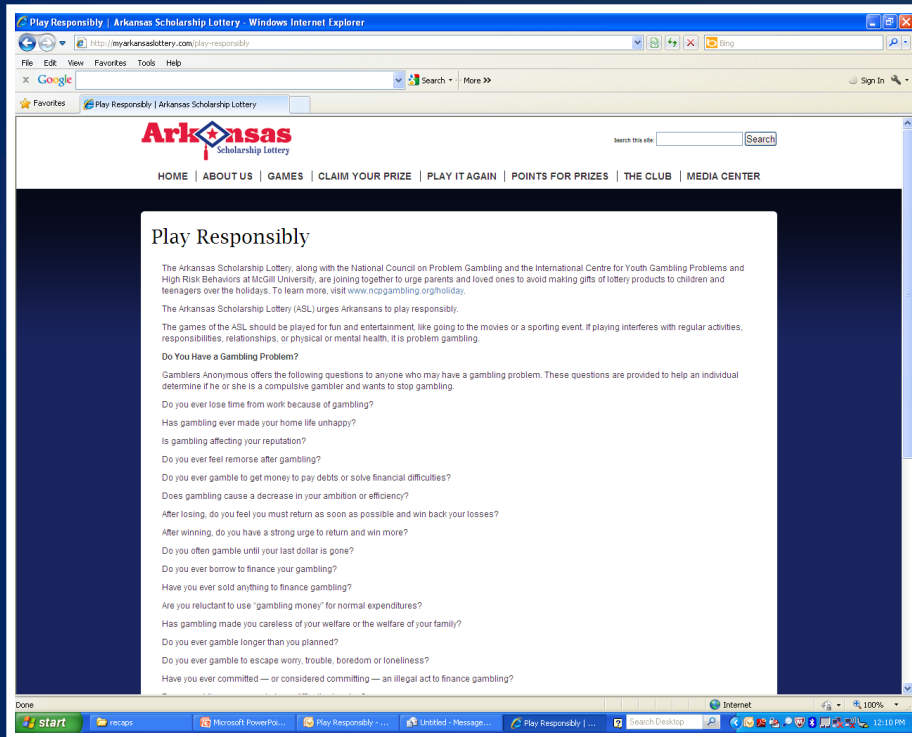 Play Responsibly | Arkansas Scholarship Lottery - Windows Internet Explorer
http://myarkansaslottery.com/play-responsibly
Bing
File Edit View Favorites Tools Help
x Google Search More >> Sign In
Favorites Play Responsibly | Arkansas Scholarship Lottery
Arkansas
Scholarship Lottery
Search this site: Search
HOME | ABOUT US | GAMES | CLAIM YOUR PRIZE | PLAY IT AGAIN | POINTS FOR PRIZES | THE CLUB | MEDIA CENTER
Play Responsibly
The Arkansas Scholarship Lottery, along with the National Council on Problem Gambling and the International Centre for Youth Gambling Problems and
High Risk Behaviors at McGill University, are joining together to urge parents and loved ones to avoid making gifts of lottery products to children and
teenagers over the holidays. To learn more, visit www.ncpgambling.org/holiday.
The Arkansas Scholarship Lottery (ASL) urges Arkansans to play responsibly.
The games of the ASL should be played for fun and entertainment, like going to the movies or a sporting event. If playing interferes with regular activities,
responsibilities, relationships, or physical or mental health, it is problem gambling.
Do You Have a Gambling Problem?
Gamblers Anonymous offers the following questions to anyone who may have a gambling problem. These questions are provided to help an individual
determine if he or she is a compulsive gambler and wants to stop gambling.
Do you ever lose time from work because of gambling?
Has gambling ever made your home life unhappy?
Is gambling affecting your reputation?
Do you ever feel remorse after gambling?
Do you ever gamble to get money to pay debts or solve financial difficulties?
Does gambling cause a decrease in your ambition or efficiency?
After losing, do you feel you must return as soon as possible and win back your losses?
After winning, do you have a strong urge to return and win more?
Do you often gamble until your last dollar is gone?
Do you ever borrow to finance your gambling?
Have you ever sold anything to finance gambling?
Are you reluctant to use "gambling money" for normal expenditures?
Has gambling made you careless of your welfare or the welfare of your family?
Do you ever gamble longer than you planned?
Do you ever gamble to escape worry, trouble, boredom or loneliness?
Have you ever committed — or considered committing — an illegal act to finance gambling?
Done Internet 100%
start recaps Microsoft PowerPoi... Play Responsibly - ... Untitled - Message... Play Responsibly | ... Search Desktop 12:10 PM